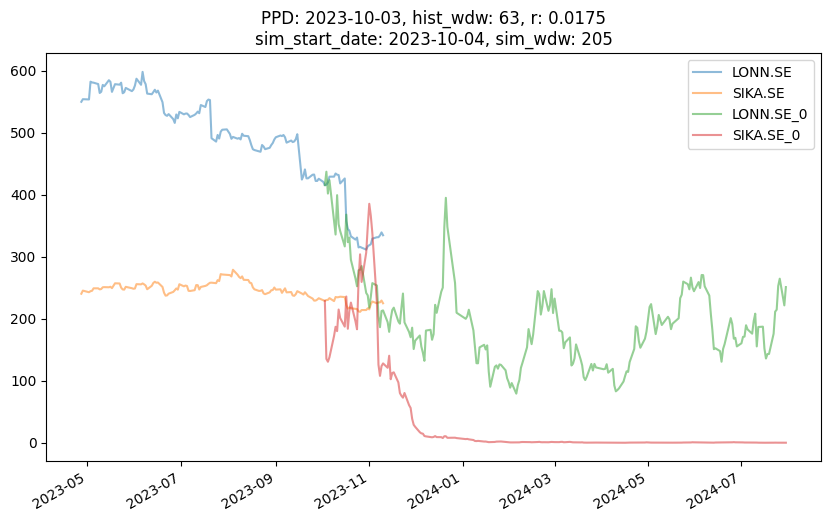 PPD: 2023-10-03, hist_wdw: 63, r: 0.0175
sim_start_date: 2023-10-04, sim_wdw: 205
LONN.SE
SIKA.SE
LONN.SE_0
SIKA.SE_0
600
500
400
300
200
100
0
2023-05
2023-07
2023-09
2023-11
2024-01
2024-03
2024-05
2024-07